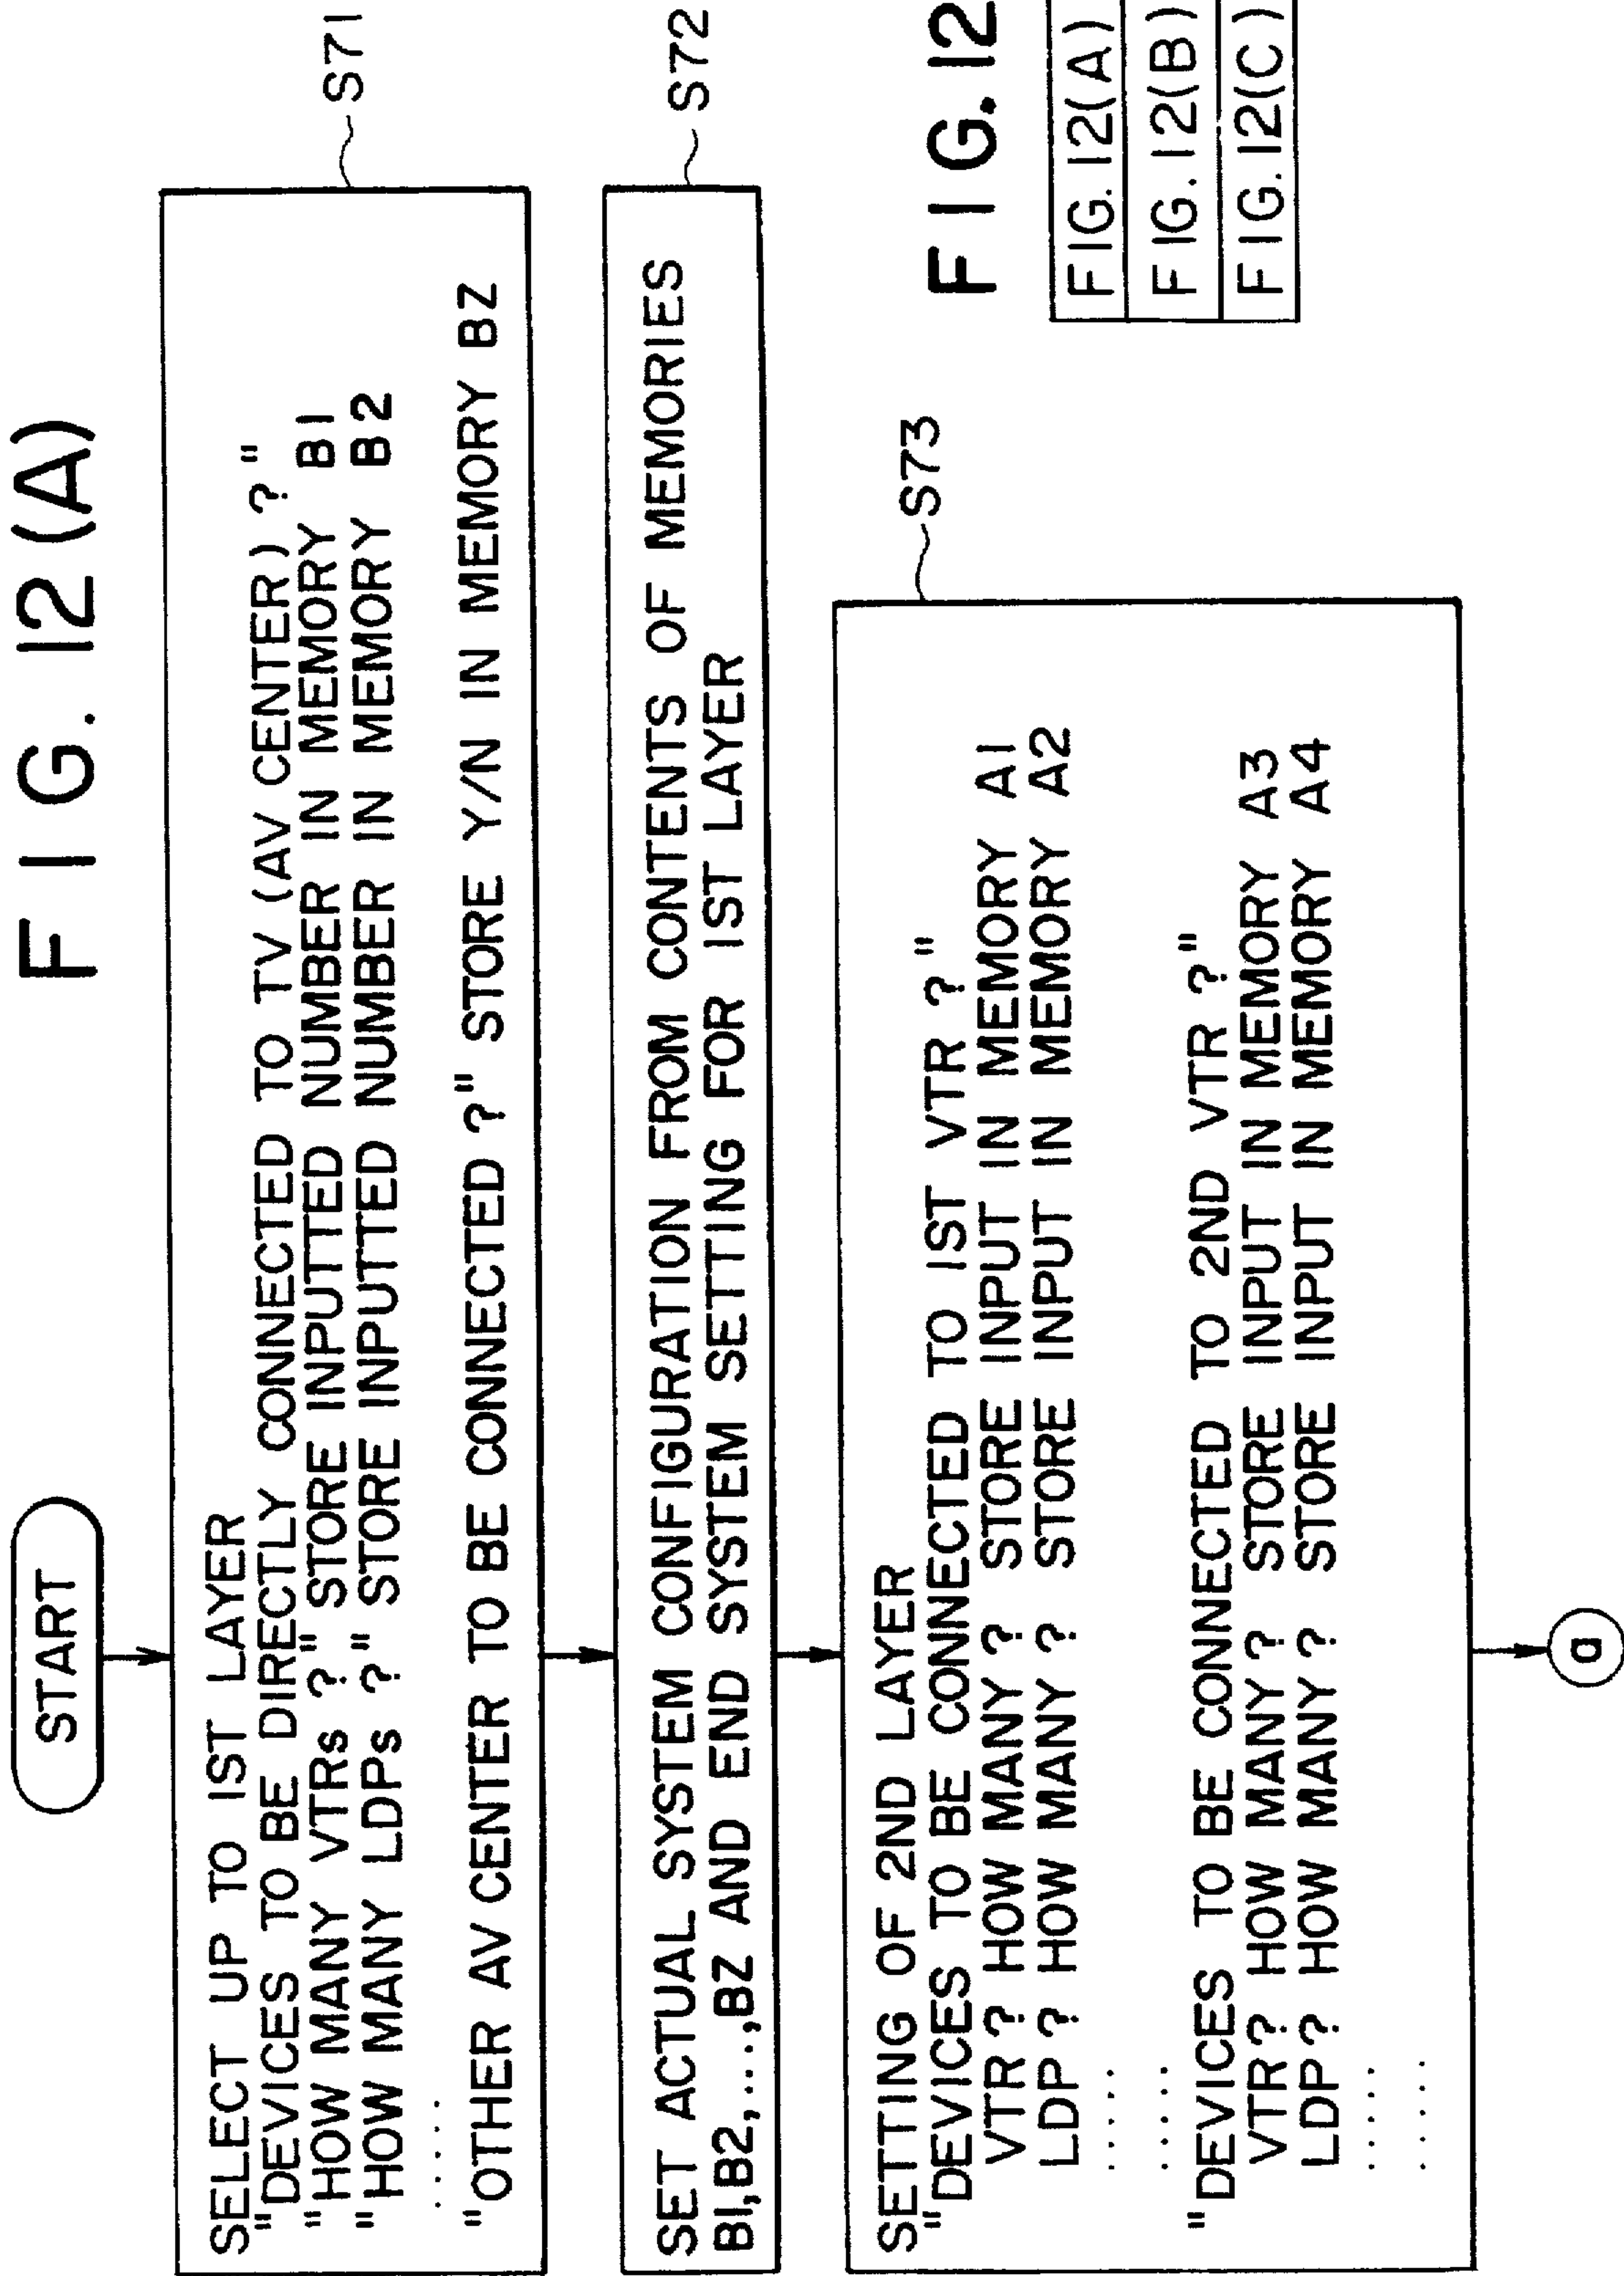 FIG. 12(A)
START
SELECT UP TO 1ST LAYER
"DEVICES TO BE DIRECTLY CONNECTED TO TV (AV CENTER) ?"
"HOW MANY VTRs ?" STORE INPUTTED NUMBER IN MEMORY B1
"HOW MANY LDPs ?" STORE INPUTTED NUMBER IN MEMORY B2
.....
"OTHER AV CENTER TO BE CONNECTED ?" STORE Y/N IN MEMORY BZ
S71
SET ACTUAL SYSTEM CONFIGURATION FROM CONTENTS OF MEMORIES
B1,B2,...,BZ AND END SYSTEM SETTING FOR 1ST LAYER
S72
SETTING OF 2ND LAYER
"DEVICES TO BE CONNECTED TO 1ST VTR ?"
VTR ? HOW MANY ? STORE INPUT IN MEMORY A1
LDP ? HOW MANY ? STORE INPUT IN MEMORY A2
.....
.....
"DEVICES TO BE CONNECTED TO 2ND VTR ?"
VTR ? HOW MANY ? STORE INPUT IN MEMORY A3
LDP ? HOW MANY ? STORE INPUT IN MEMORY A4
.....
.....
S73
a
FIG. 12
FIG. 12(A)
FIG. 12(B)
FIG. 12(C)